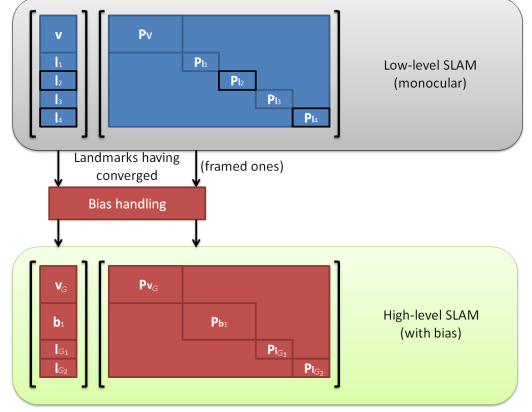 v
Pv
l1
Pl1
l2
Pl2
l3
Pl3
l4
Pl4
Low-level SLAM
(monocular)
Landmarks having
converged
(framed ones)
Bias handling
vG
PvG
b1
Pb1
lG1
PlG1
lG2
PlG2
High-level SLAM
(with bias)